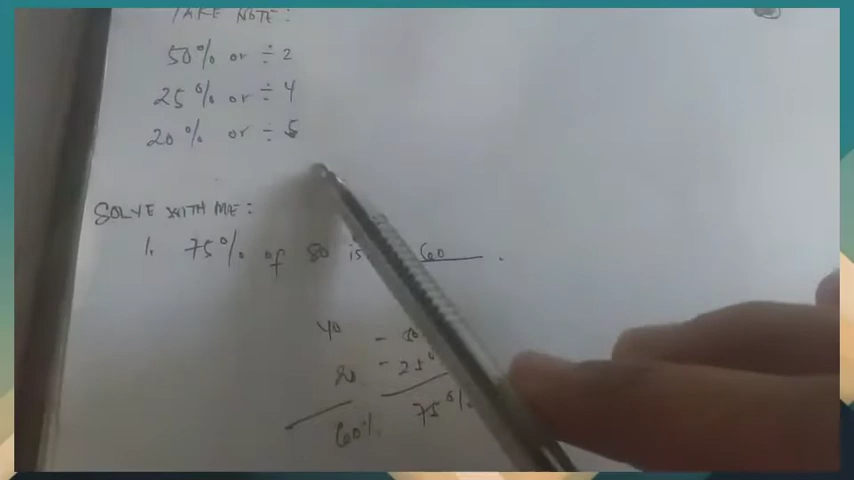 TAKE NOTE:
50% or ÷ 2
25% or ÷ 4
20% or ÷ 5
SOLVE WITH ME:
1. 75% of 80 is 60.
40 -
20 - 25%
60% 75%